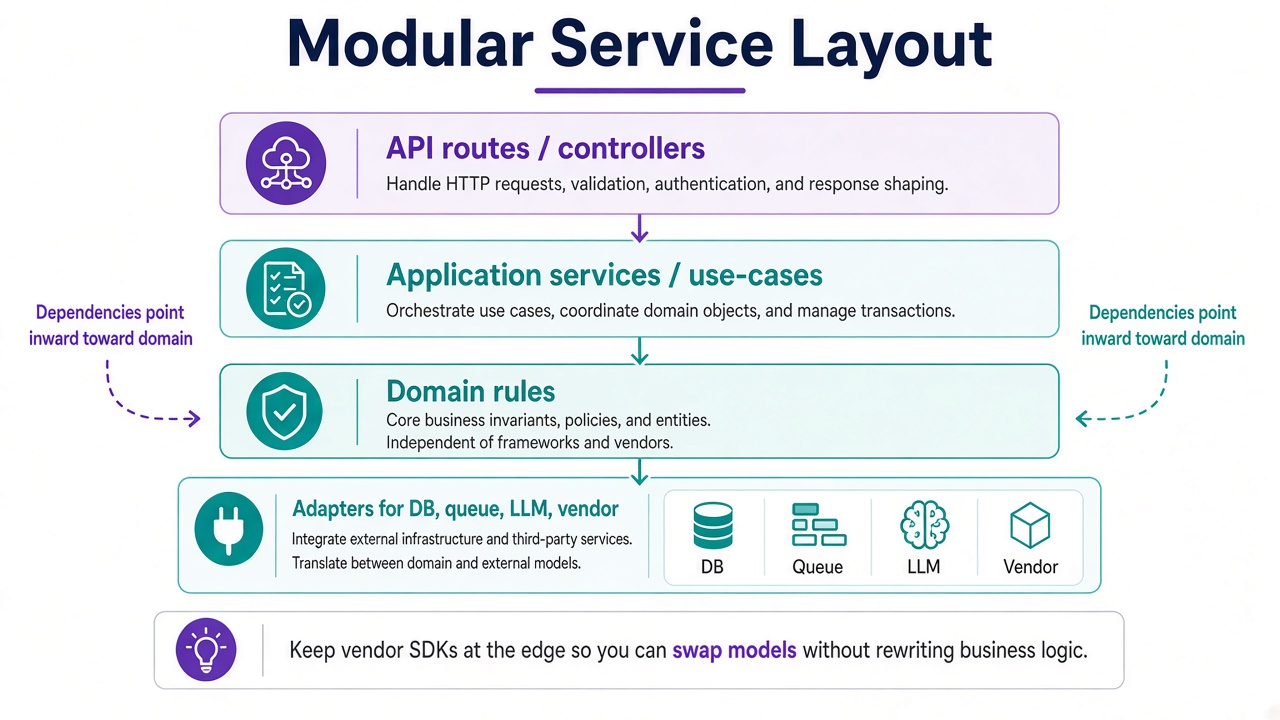 Modular Service Layout
API routes / controllers
Handle HTTP requests, validation, authentication, and response shaping.
Application services / use-cases
Orchestrate use cases, coordinate domain objects, and manage transactions.
Dependencies point
inward toward domain
Dependencies point
inward toward domain
Domain rules
Core business invariants, policies, and entities.
Independent of frameworks and vendors.
Adapters for DB, queue, LLM, vendor
Integrate external infrastructure and third-party services.
Translate between domain and external models.
DB
Queue
LLM
Vendor
Keep vendor SDKs at the edge so you can swap models without rewriting business logic.